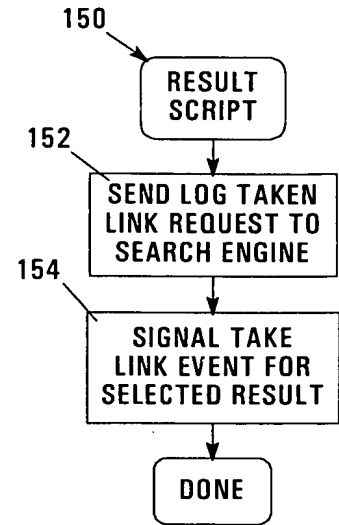 150
RESULT
SCRIPT
152
SEND LOG TAKEN
LINK REQUEST TO
SEARCH ENGINE
154
SIGNAL TAKE
LINK EVENT FOR
SELECTED RESULT
DONE